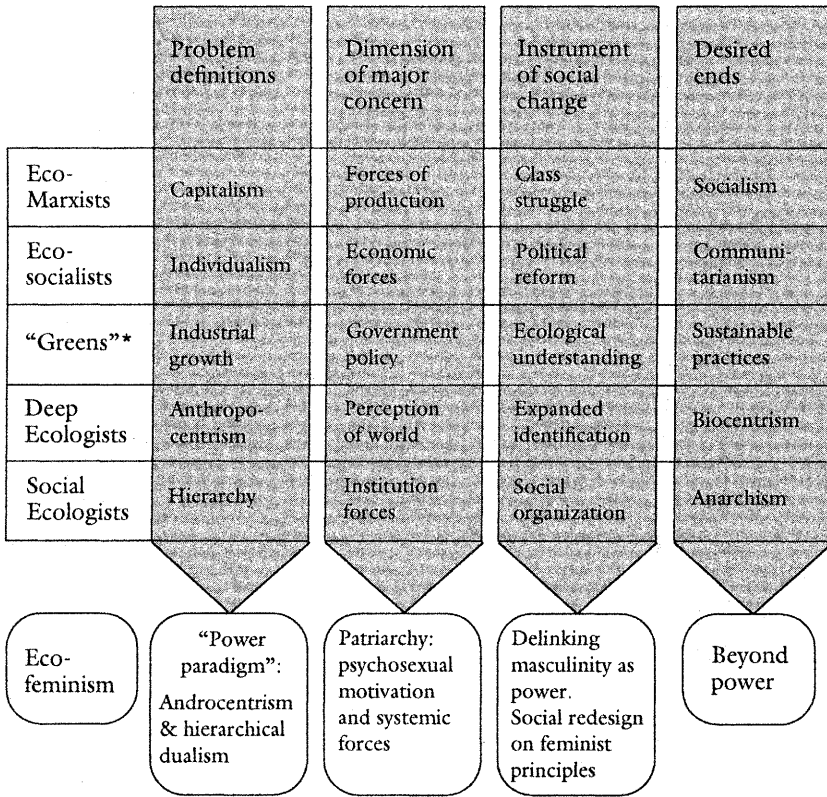 Problem
definitions
Dimension
of major
concern
Instrument
of social
change
Desired
ends
Eco-
Marxists
Capitalism
Forces of
production
Class
struggle
Socialism
Eco-
socialists
Individualism
Economic
forces
Political
reform
Communi-
tarianism
“Greens”*
Industrial
growth
Government
policy
Ecological
understanding
Sustainable
practices
Deep
Ecologists
Anthropo-
centrism
Perception
of world
Expanded
identification
Biocentrism
Social
Ecologists
Hierarchy
Institution
forces
Social
organization
Anarchism
Eco-
feminism
“Power
paradigm”:
Androcentrism
& hierarchical
dualism
Patriarchy:
psychosexual
motivation
and systemic
forces
Delinking
masculinity as
power.
Social redesign
on feminist
principles
Beyond
power